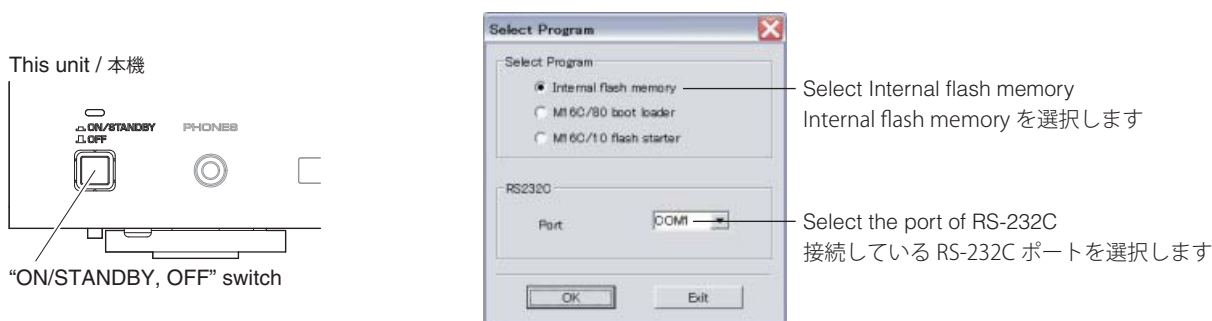 This unit / 本機
ON/STANDBY
OFF
PHONES
“ON/STANDBY, OFF” switch
Select Program
Select Program
Internal flash memory
M16C/80 boot loader
M16C/10 flash starter
RS232C
Port
COM1
OK
Exit
Select Internal flash memory
Internal flash memory を選択します
Select the port of RS-232C
接続している RS-232C ポートを選択します